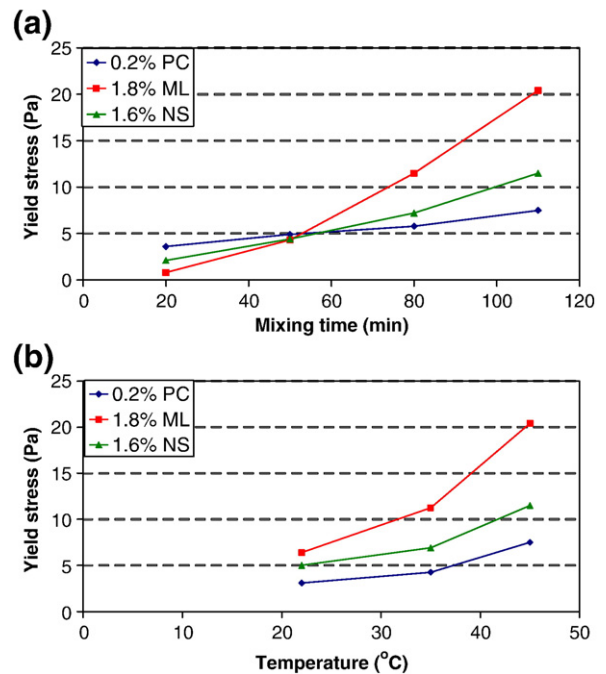 (a)
25
20
15
10
5
0
Yield stress (Pa)
0.2% PC
1.8% ML
1.6% NS
0 20 40 60 80 100 120
Mixing time (min)
(b)
25
20
15
10
5
0
Yield stress (Pa)
0.2% PC
1.8% ML
1.6% NS
0 10 20 30 40 50
Temperature (°C)